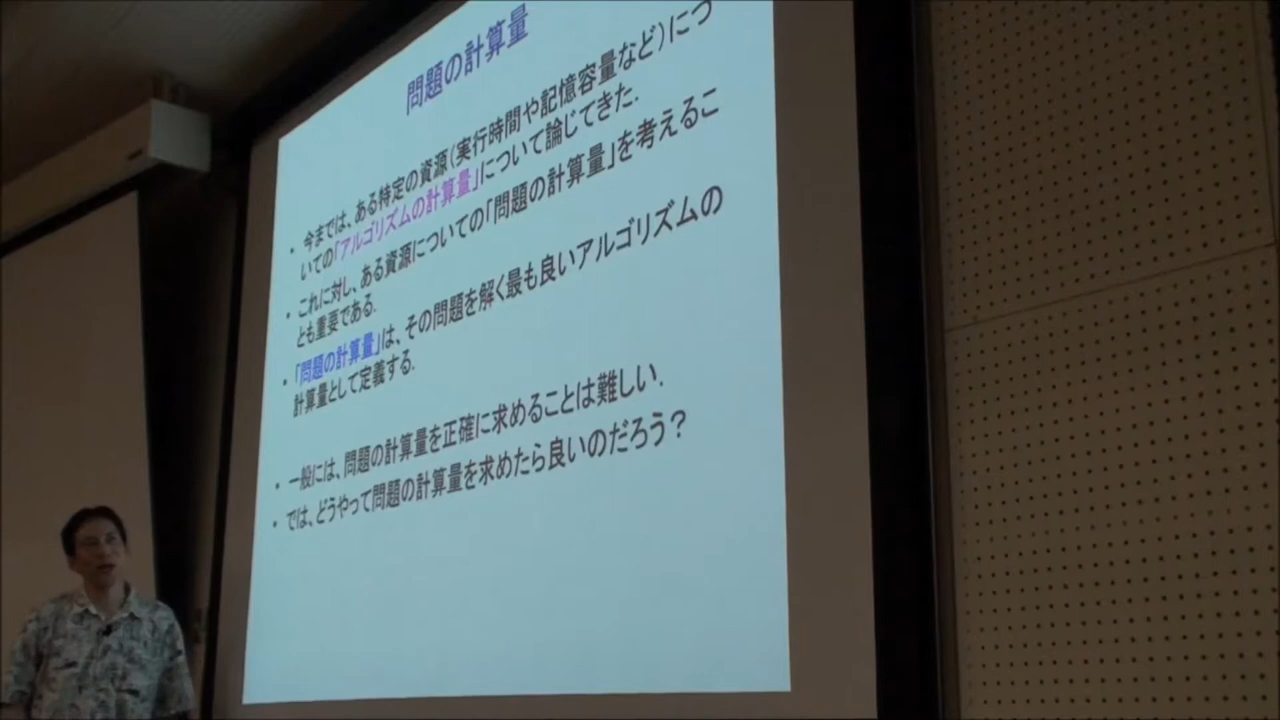 問題の計算量
・ 今までは、ある特定の資源（実行時間や記憶容量など）につ
いての「アルゴリズムの計算量」について論じてきた．
・ これに対し、ある資源についての「問題の計算量」を考えるこ
とも重要である．
・ 「問題の計算量」は、その問題を解く最も良いアルゴリズムの
計算量として定義する．
・ 一般には、問題の計算量を正確に求めることは難しい．
・ では、どうやって問題の計算量を求めたら良いのだろう？